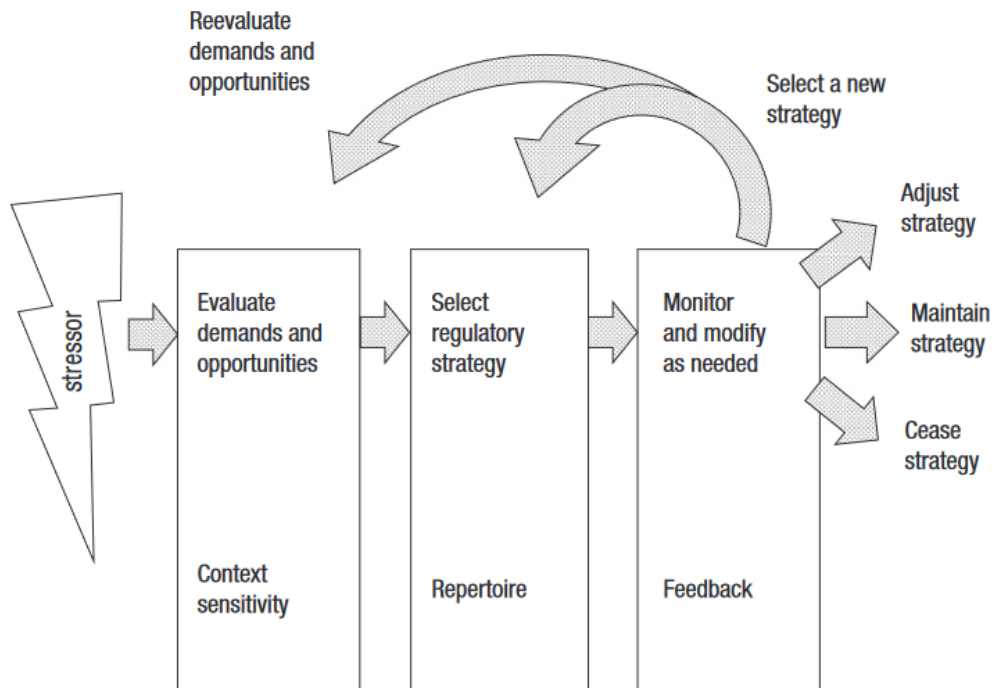 Reevaluate
demands and
opportunities
Select a new
strategy
Adjust
strategy
Maintain
strategy
Cease
strategy
stressor
Evaluate
demands and
opportunities
Select
regulatory
strategy
Monitor
and modify
as needed
Context
sensitivity
Repertoire
Feedback